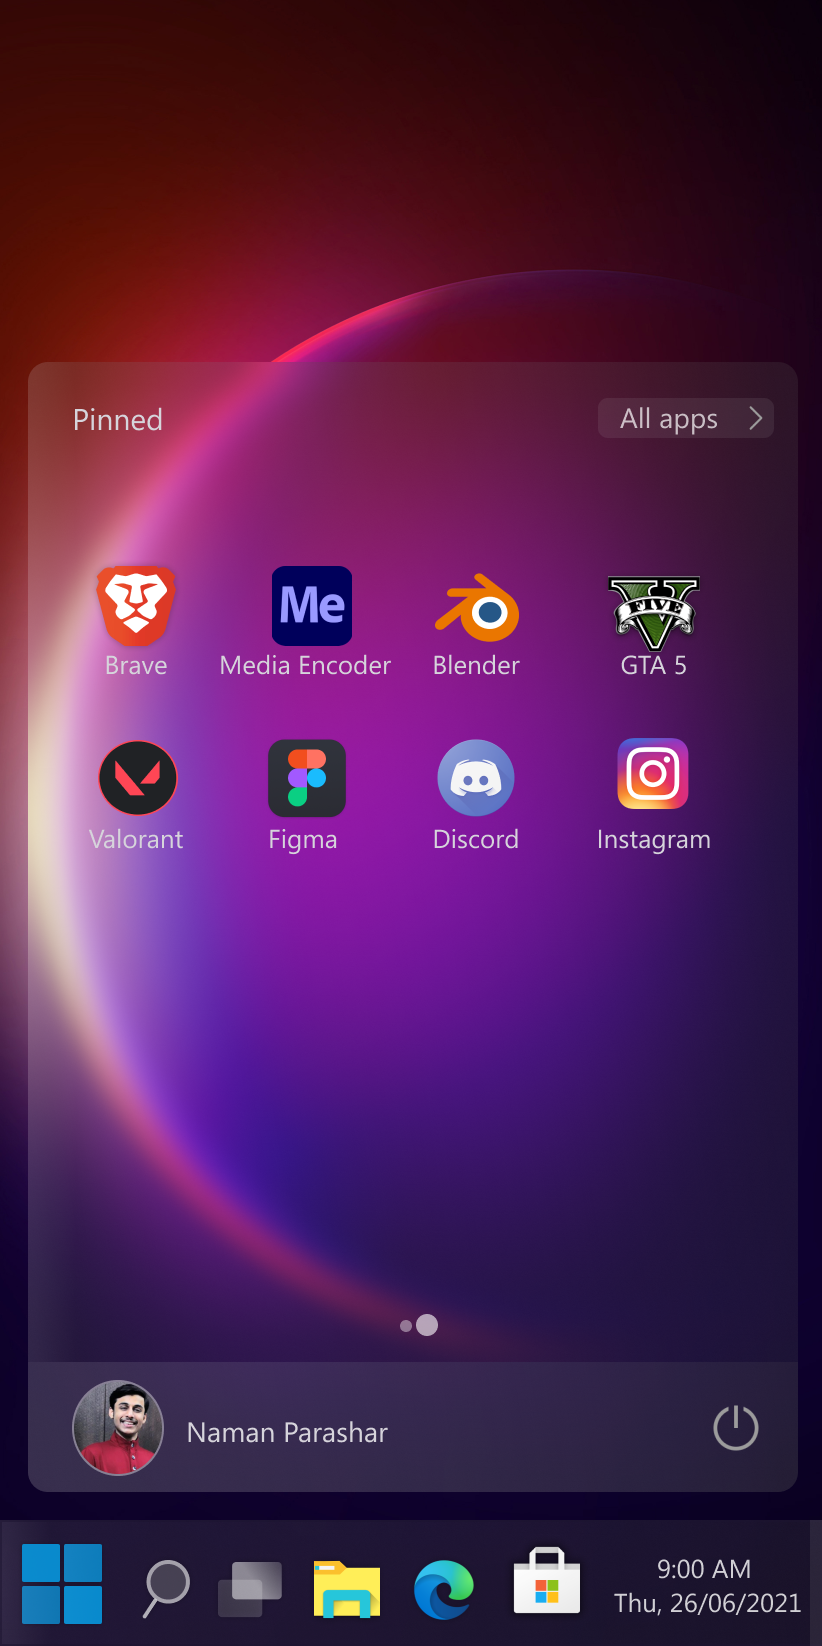 Pinned
All apps
Me
FIVE
Brave
Media Encoder
Blender
GTA 5
Valorant
Figma
Discord
Instagram
Naman Parashar
9:00 AM
Thu, 26/06/2021